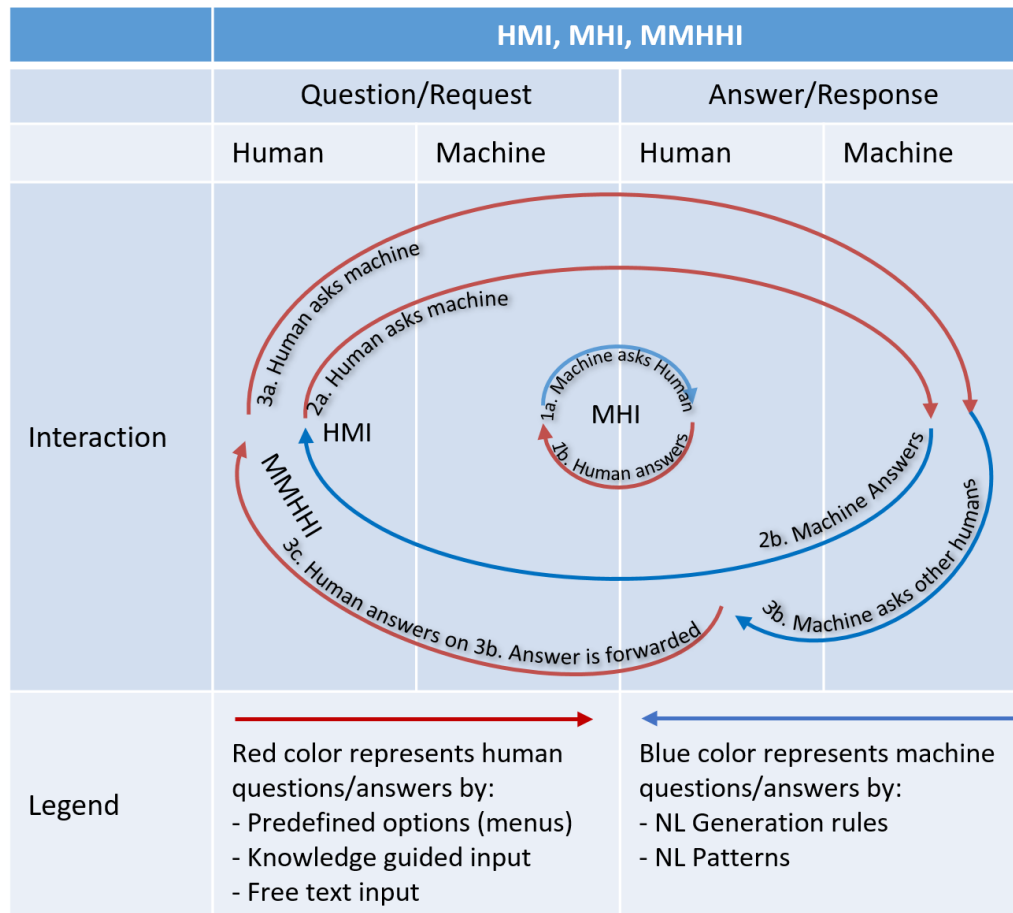 HMI, MHI, MMHHI
Question/Request
Answer/Response
Human
Machine
Human
Machine
Interaction
3a. Human asks machine
2a. Human asks machine
1a. Machine asks Human
MHI
1b. Human answers
HMI
MMHHI
2b. Machine Answers
3b. Machine asks other humans
3c. Human answers on 3b. Answer is forwarded
Legend
Red color represents human
questions/answers by:
- Predefined options (menus)
- Knowledge guided input
- Free text input
Blue color represents machine
questions/answers by:
- NL Generation rules
- NL Patterns